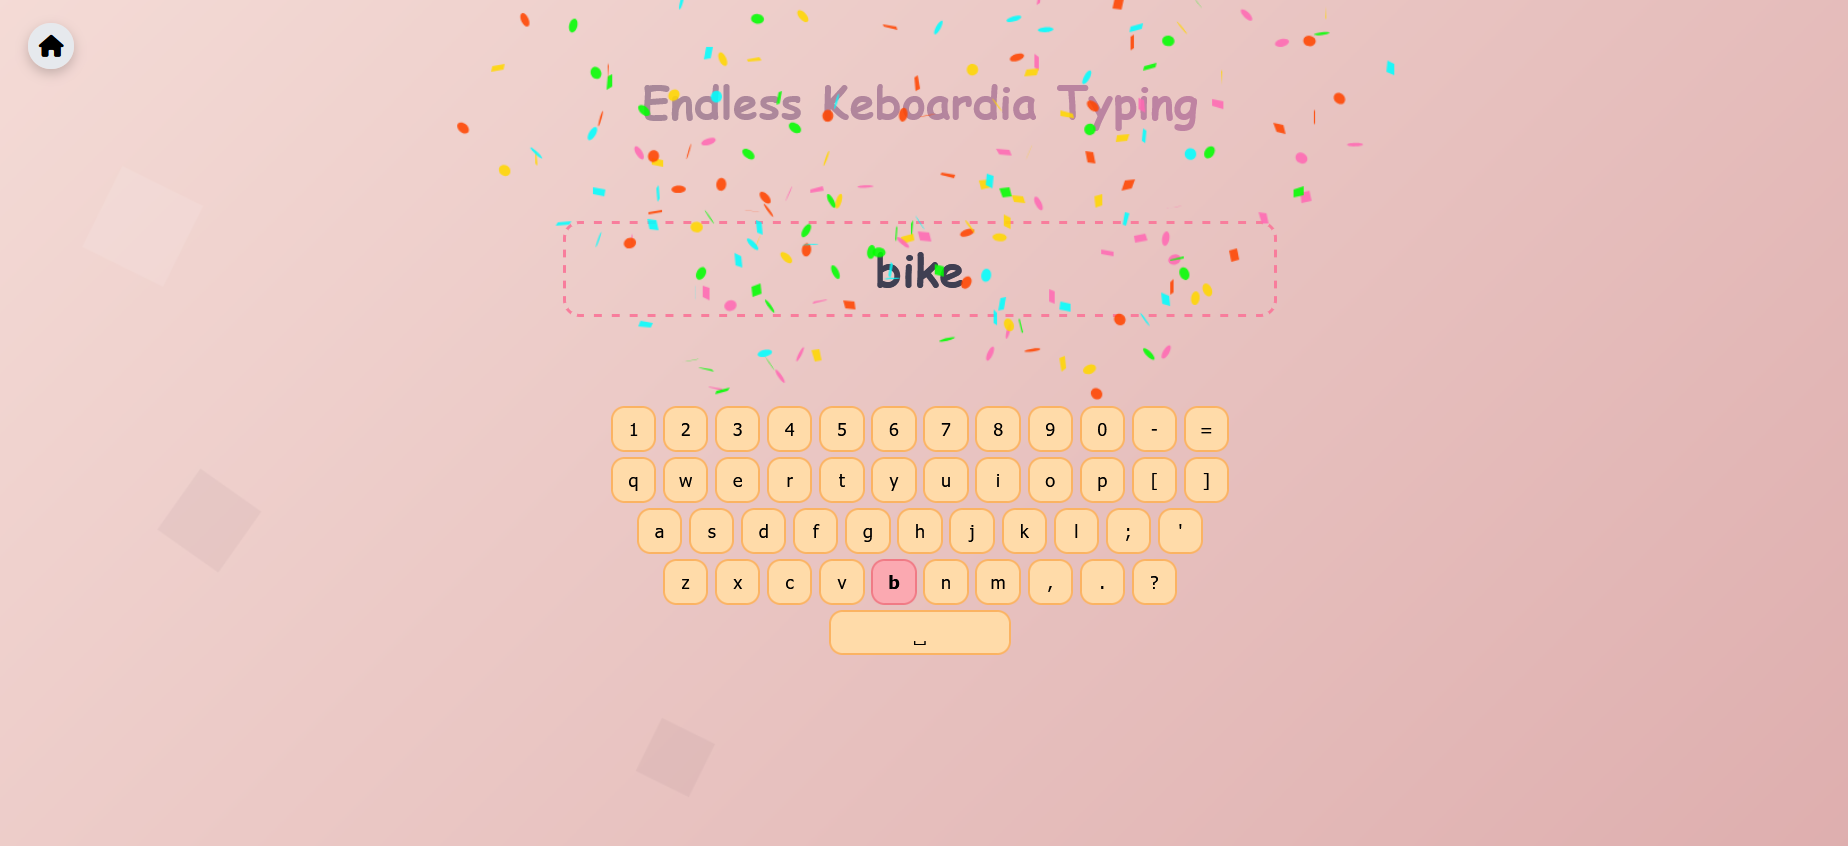 Endless Keboardia Typing
bike
1 2 3 4 5 6 7 8 9 0 - =
q w e r t y u i o p [ ]
a s d f g h j k l ; '
z x c v b n m , . ?
␣